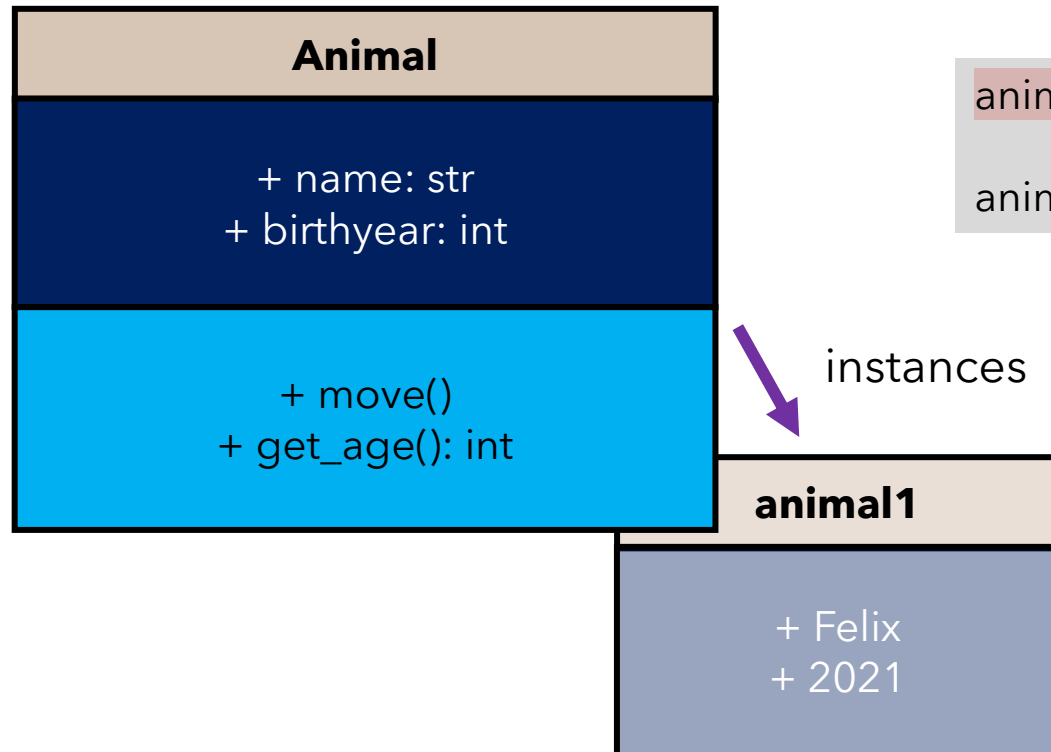 Animal
+ name: str
+ birthyear: int
+ move()
+ get_age(): int
instances
animal1
+ Felix
+ 2021